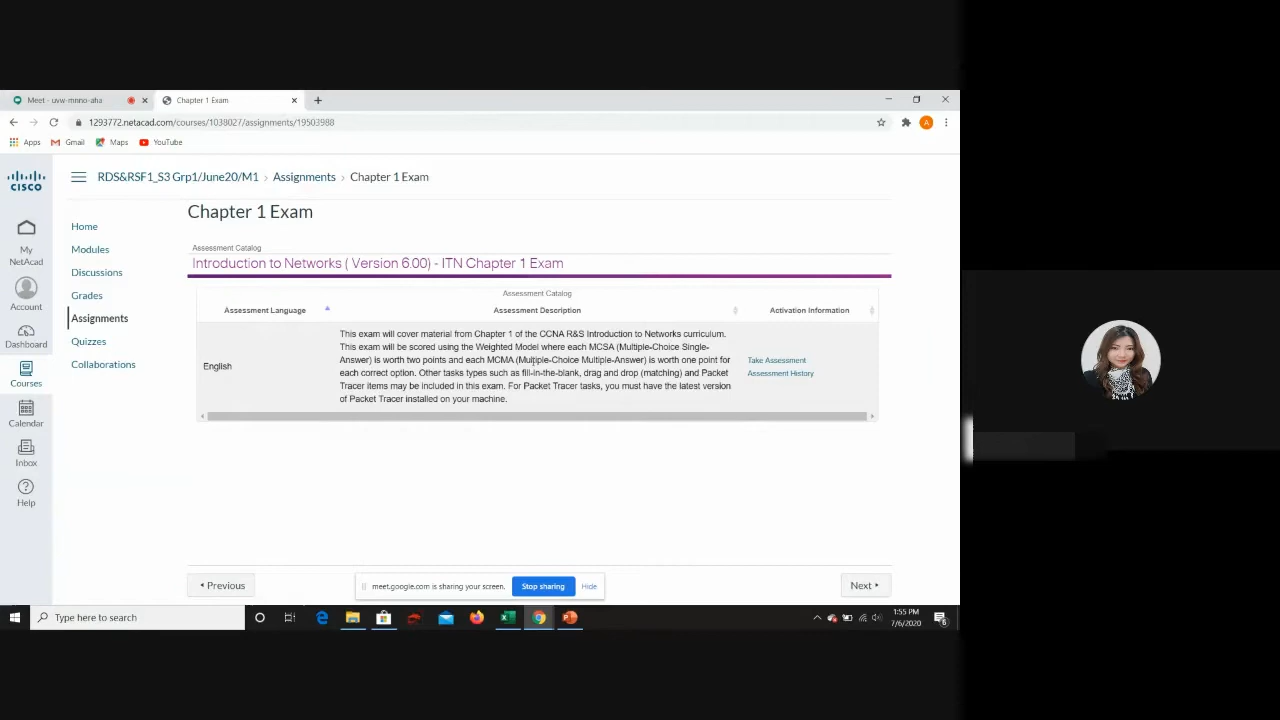 Meet - uvw-mnno-aha
Chapter 1 Exam
1293772.netacad.com/courses/1038027/assignments/19503988
A
Apps
Gmail
Maps
YouTube
CISCO
RDS&RSF1_S3 Grp1/June20/M1 › Assignments › Chapter 1 Exam
My
NetAcad
Account
Dashboard
Courses
Calendar
Inbox
Help
Home
Modules
Discussions
Grades
Assignments
Quizzes
Collaborations
Chapter 1 Exam
Assessment Catalog
Introduction to Networks ( Version 6.00) - ITN Chapter 1 Exam
Assessment Catalog
Assessment Language
Assessment Description
Activation Information
English
This exam will cover material from Chapter 1 of the CCNA R&S Introduction to Networks curriculum.
This exam will be scored using the Weighted Model where each MCSA (Multiple-Choice Single-
Answer) is worth two points and each MCMA (Multiple-Choice Multiple-Answer) is worth one point for
each correct option. Other tasks types such as fill-in-the-blank, drag and drop (matching) and Packet
Tracer items may be included in this exam. For Packet Tracer tasks, you must have the latest version
of Packet Tracer installed on your machine.
Take Assessment
Assessment History
Previous
meet.google.com is sharing your screen.
Stop sharing
Hide
Next
Type here to search
1:55 PM
7/6/2020
6